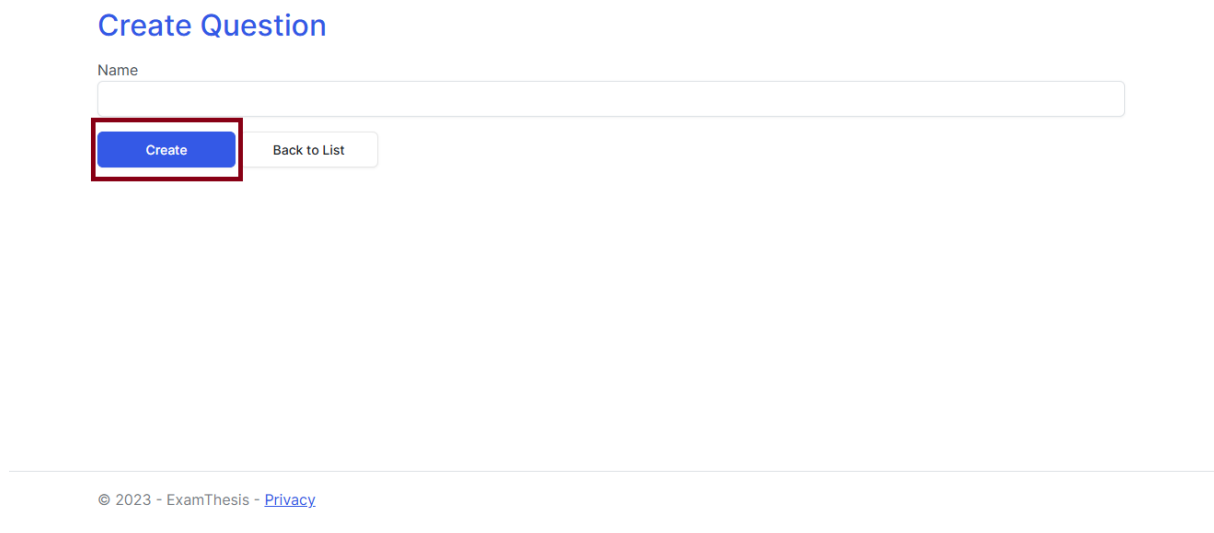 Create Question
Name
Create Back to List
© 2023 - ExamThesis - Privacy